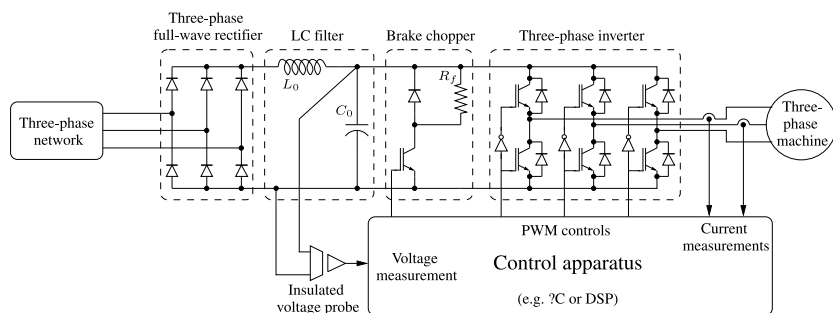 Three-phase
full-wave rectifier
LC filter
Brake chopper
Three-phase inverter
L0
C0
Rf
Three-phase
network
Three-
phase
machine
PWM controls
Current
measurements
Voltage
measurement
Control apparatus
(e.g. ?C or DSP)
Insulated
voltage probe